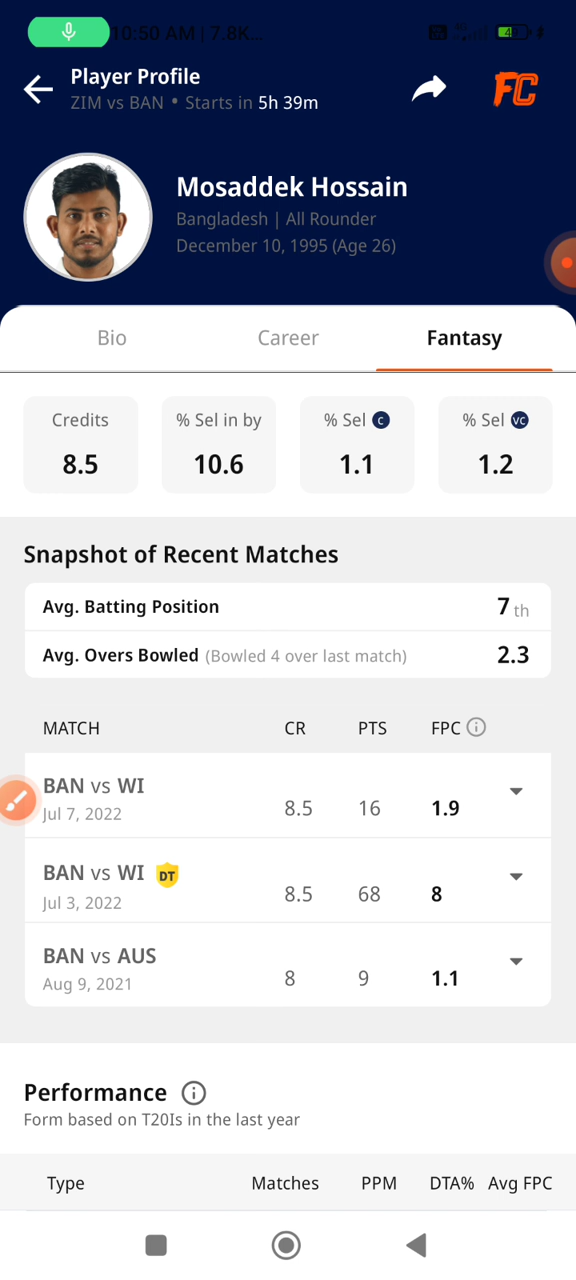 10:50 AM | 7.8K...
Player Profile
ZIM vs BAN • Starts in 5h 39m
FC
Mosaddek Hossain
Bangladesh | All Rounder
December 10, 1995 (Age 26)
Bio Career Fantasy
Credits % Sel in by % Sel C % Sel VC
8.5 10.6 1.1 1.2
Snapshot of Recent Matches
Avg. Batting Position 7 th
Avg. Overs Bowled (Bowled 4 over last match) 2.3
MATCH CR PTS FPC
BAN vs WI
Jul 7, 2022 8.5 16 1.9
BAN vs WI DT
Jul 3, 2022 8.5 68 8
BAN vs AUS
Aug 9, 2021 8 9 1.1
Performance
Form based on T20Is in the last year
Type Matches PPM DTA% Avg FPC